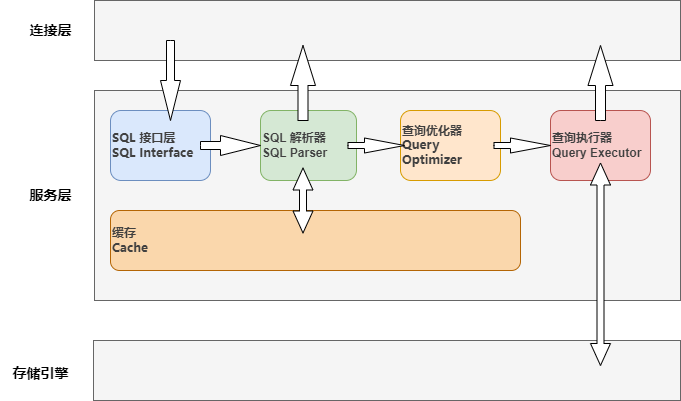 连接层
SQL 接口层
SQL Interface
SQL 解析器
SQL Parser
查询优化器
Query
Optimizer
查询执行器
Query Executor
服务层
缓存
Cache
存储引擎